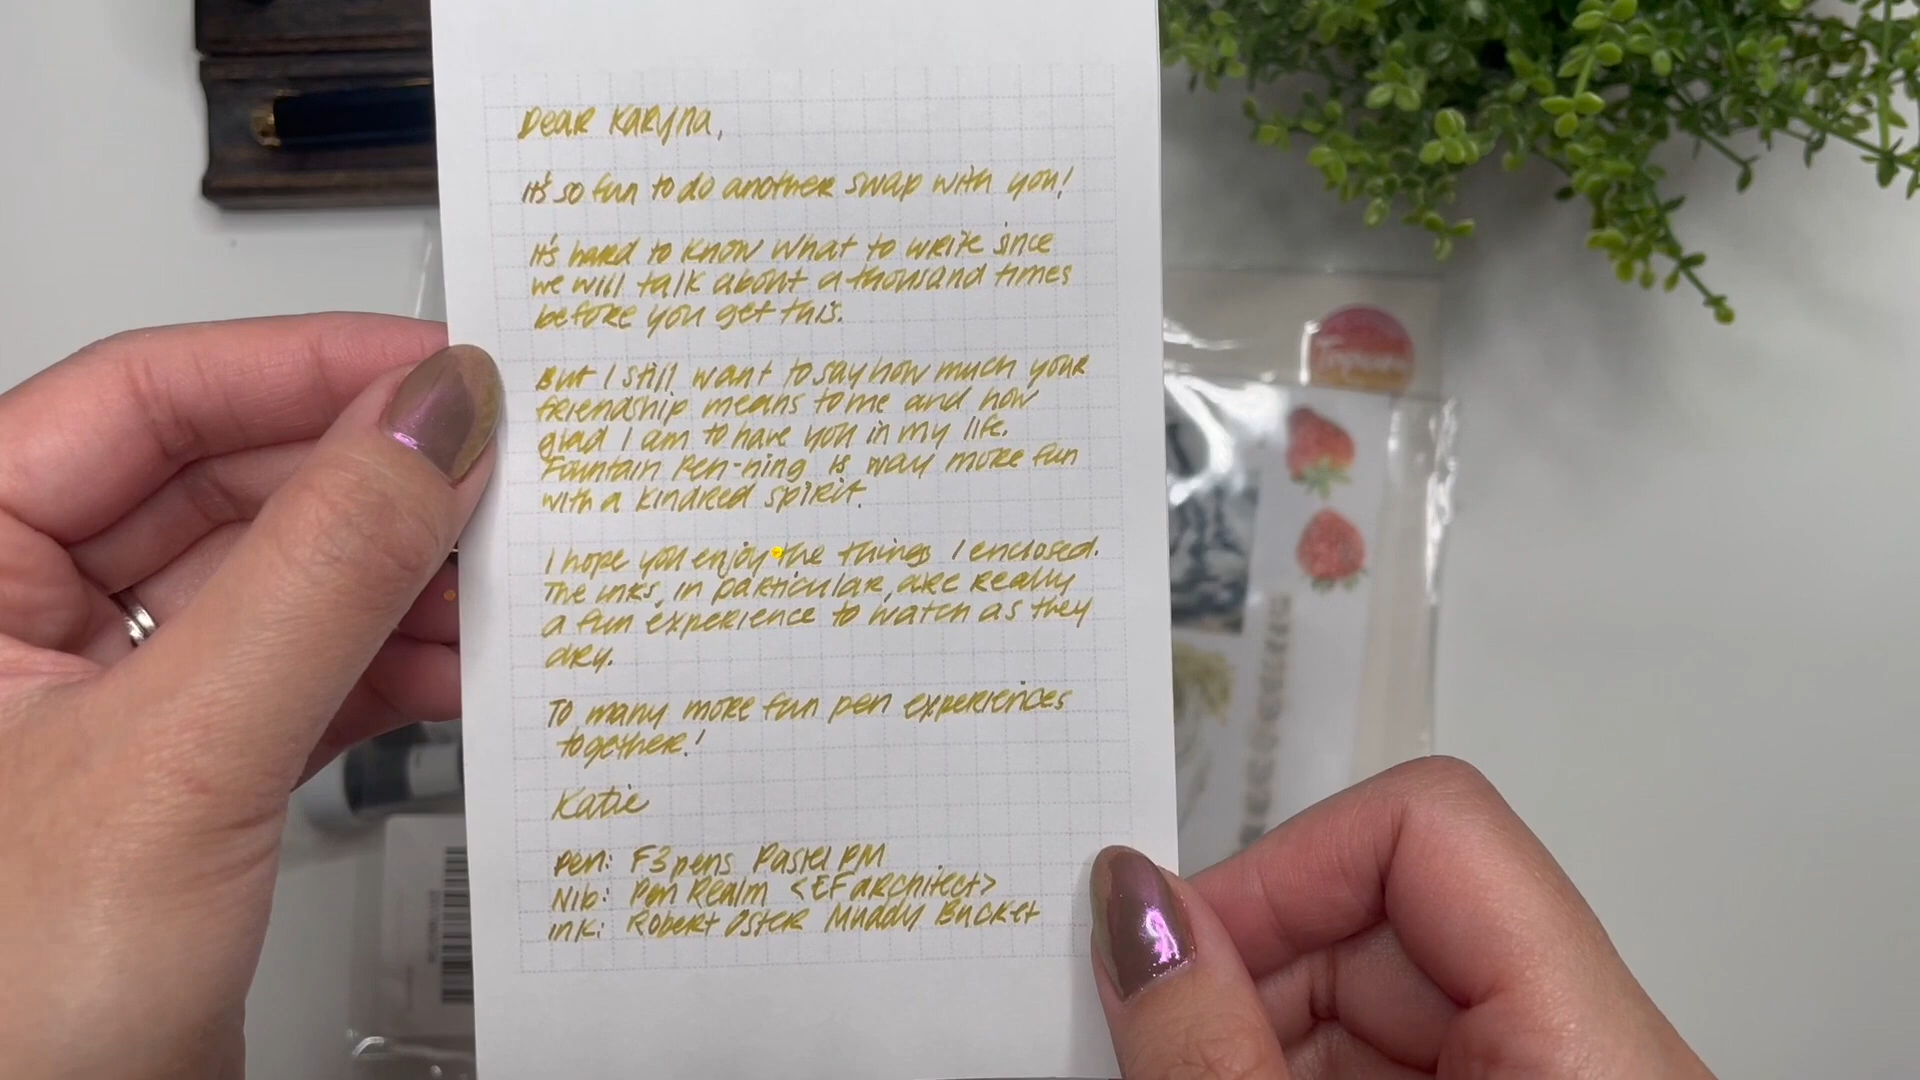 Dear Karyna,
It's so fun to do another swap with you!
It's hard to know what to write since
we will talk about a thousand times
before you get this.
But I still want to say how much your
friendship means to me and how
glad I am to have you in my life.
Fountain Pen-ning is way more fun
with a kindred spirit.
I hope you enjoy the things I enclosed.
The inks, in particular, are really
a fun experience to watch as they
dry.
To many more fun pen experiences
together!
Katie
Pen: F3pens Pastel PM
Nib: Pen Realm <EF architect>
Ink: Robert Oster Muddy Bucket